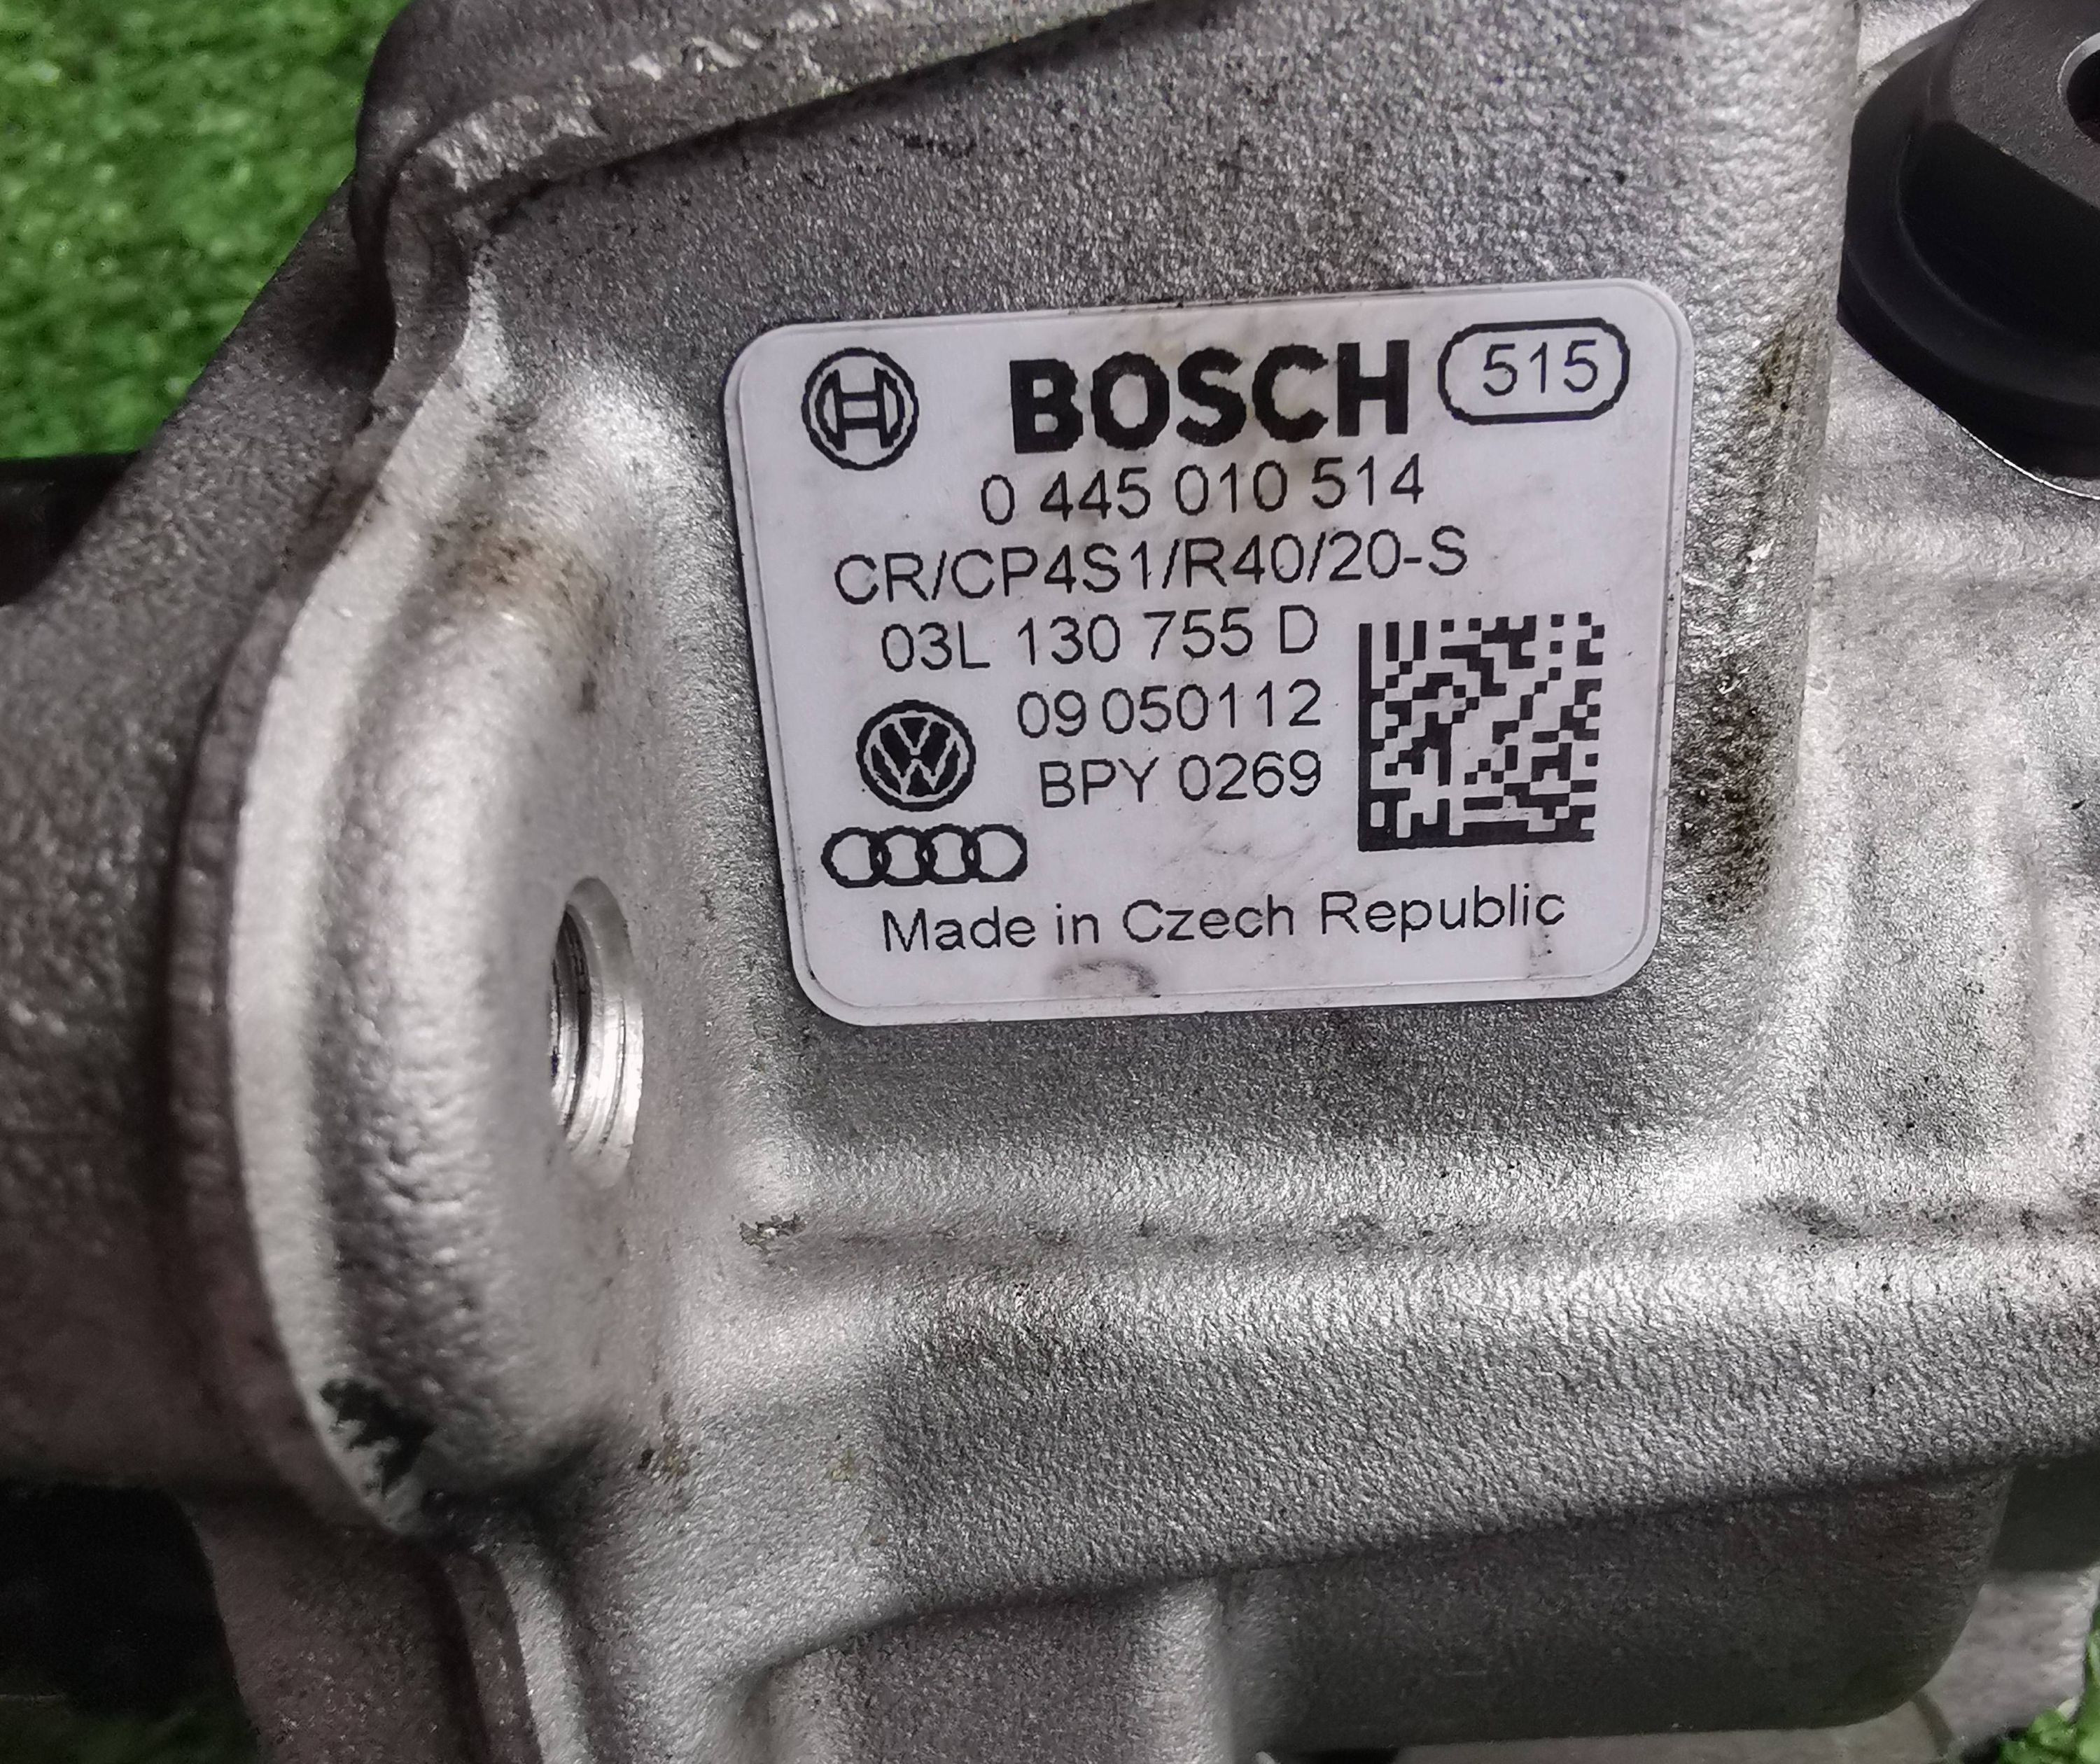 BOSCH 515
0 445 010 514
CR/CP4S1/R40/20-S
03L 130 755 D
09 050112
BPY 0269
Made in Czech Republic